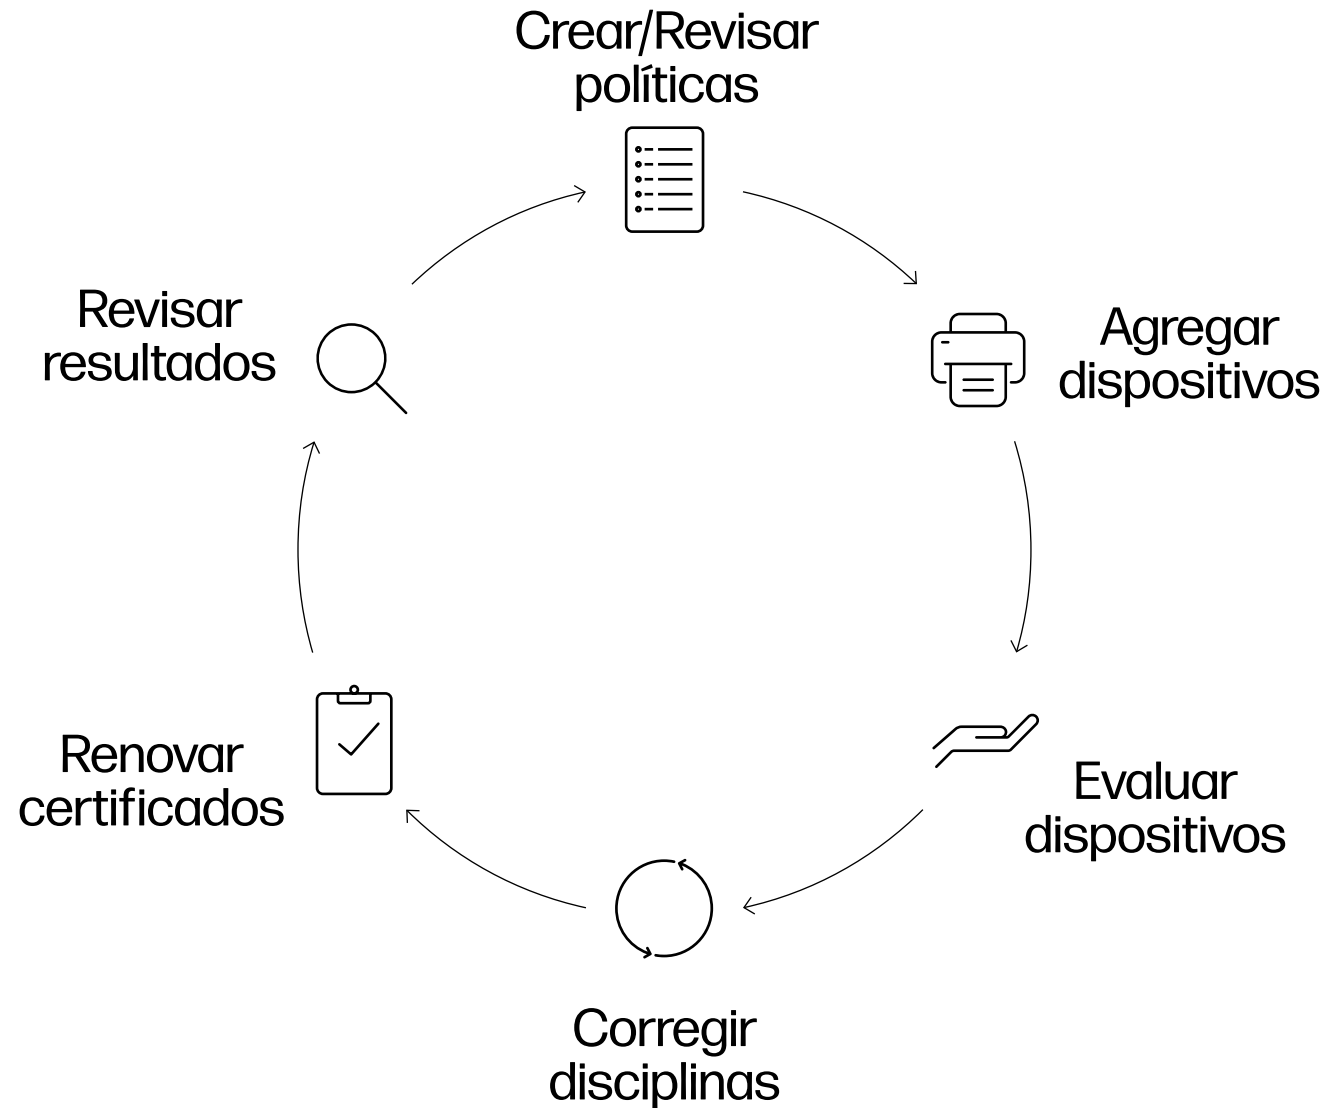 Crear/Revisar
políticas
Agregar
dispositivos
Evaluar
dispositivos
Corregir
disciplinas
Renovar
certificados
Revisar
resultados